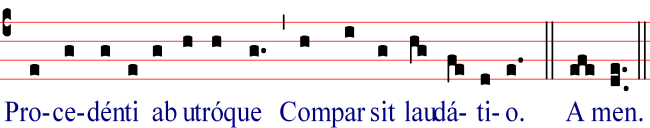 Pro-ce-dénti ab utróque Compar sit laudá-ti-o. A men.